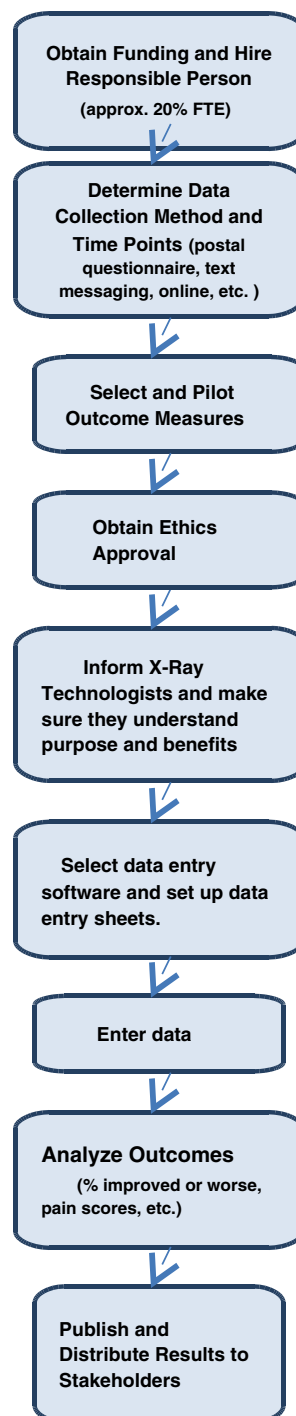 Obtain Funding and Hire
Responsible Person
(approx. 20% FTE)
Determine Data
Collection Method and
Time Points (postal
questionnaire, text
messaging, online, etc. )
Select and Pilot
Outcome Measures
Obtain Ethics
Approval
Inform X-Ray
Technologists and make
sure they understand
purpose and benefits
Select data entry
software and set up data
entry sheets.
Enter data
Analyze Outcomes
(% improved or worse,
pain scores, etc.)
Publish and
Distribute Results to
Stakeholders